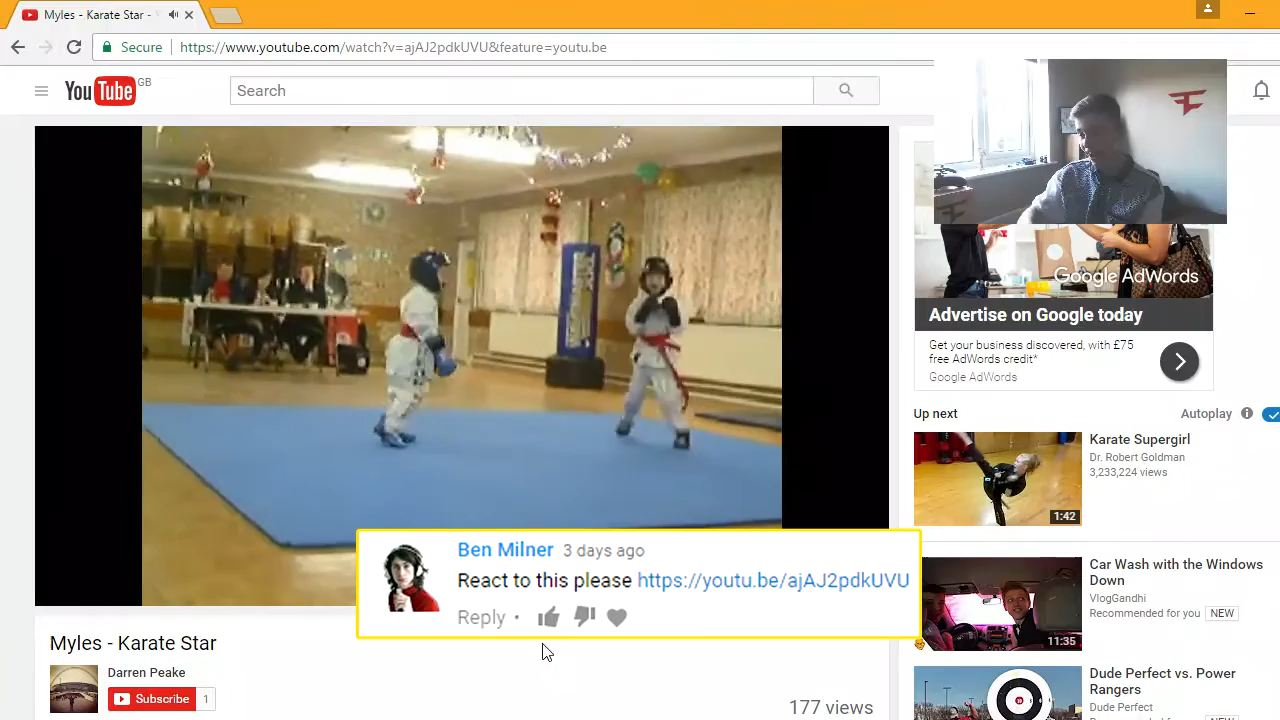 Myles - Karate Star -
Secure
https://www.youtube.com/watch?v=ajAJ2pdkUVU&feature=youtu.be
YouTube GB
Search
Google AdWords
Advertise on Google today
Get your business discovered, with £75
free AdWords credit*
Google AdWords
Up next
Autoplay
Karate Supergirl
Dr. Robert Goldman
3,233,224 views
1:42
Ben Milner 3 days ago
React to this please https://youtu.be/ajAJ2pdkUVU
Reply ·
Car Wash with the Windows
Down
VlogGandhi
Recommended for you NEW
11:35
Myles - Karate Star
Darren Peake
Subscribe 1
177 views
Dude Perfect vs. Power
Rangers
Dude Perfect